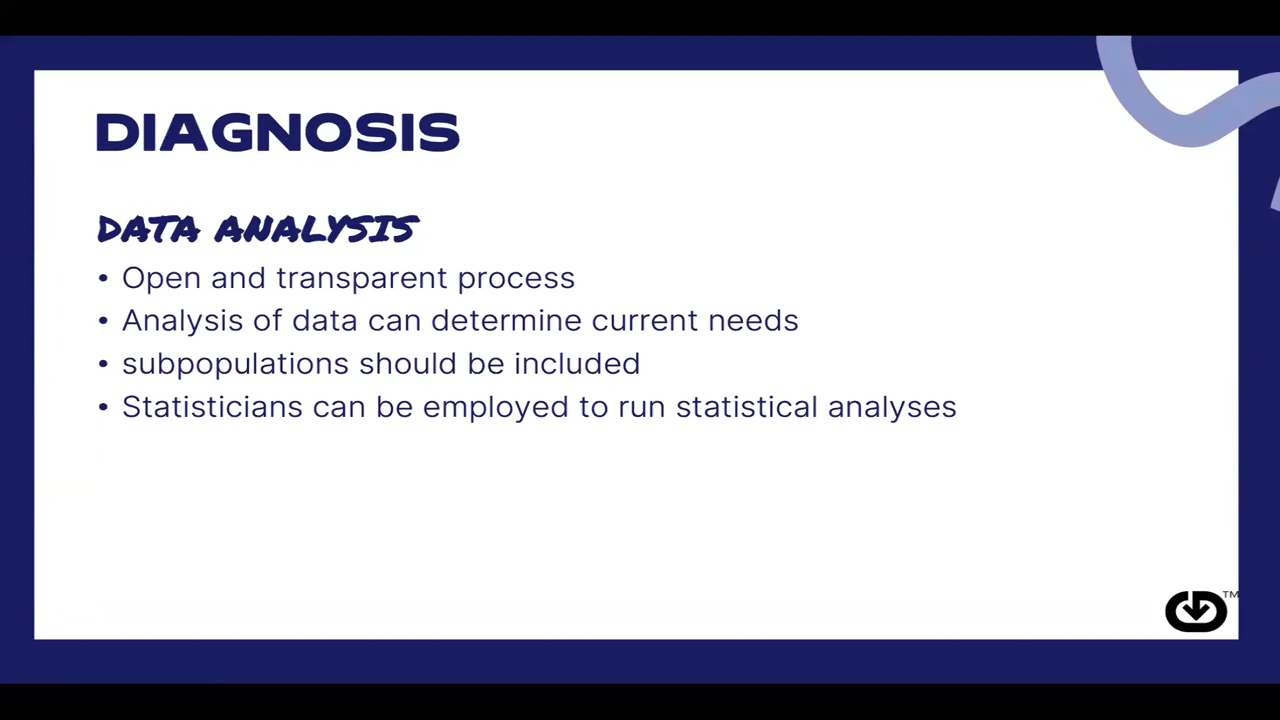 DIAGNOSIS
DATA ANALYSIS
• Open and transparent process
• Analysis of data can determine current needs
• subpopulations should be included
• Statisticians can be employed to run statistical analyses
TM